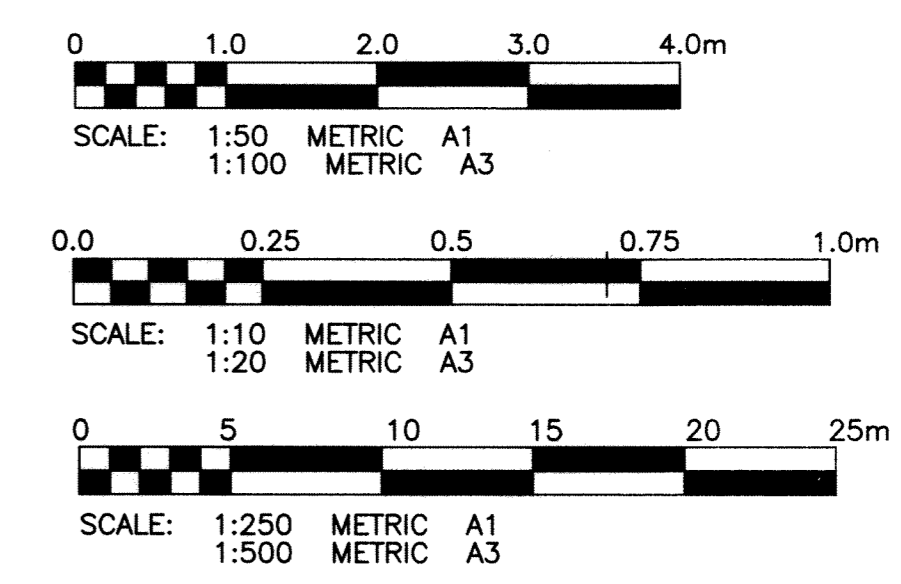 0 1.0 2.0 3.0 4.0m
SCALE: 1:50 METRIC A1
1:100 METRIC A3
0.0 0.25 0.5 0.75 1.0m
SCALE: 1:10 METRIC A1
1:20 METRIC A3
0 5 10 15 20 25m
SCALE: 1:250 METRIC A1
1:500 METRIC A3